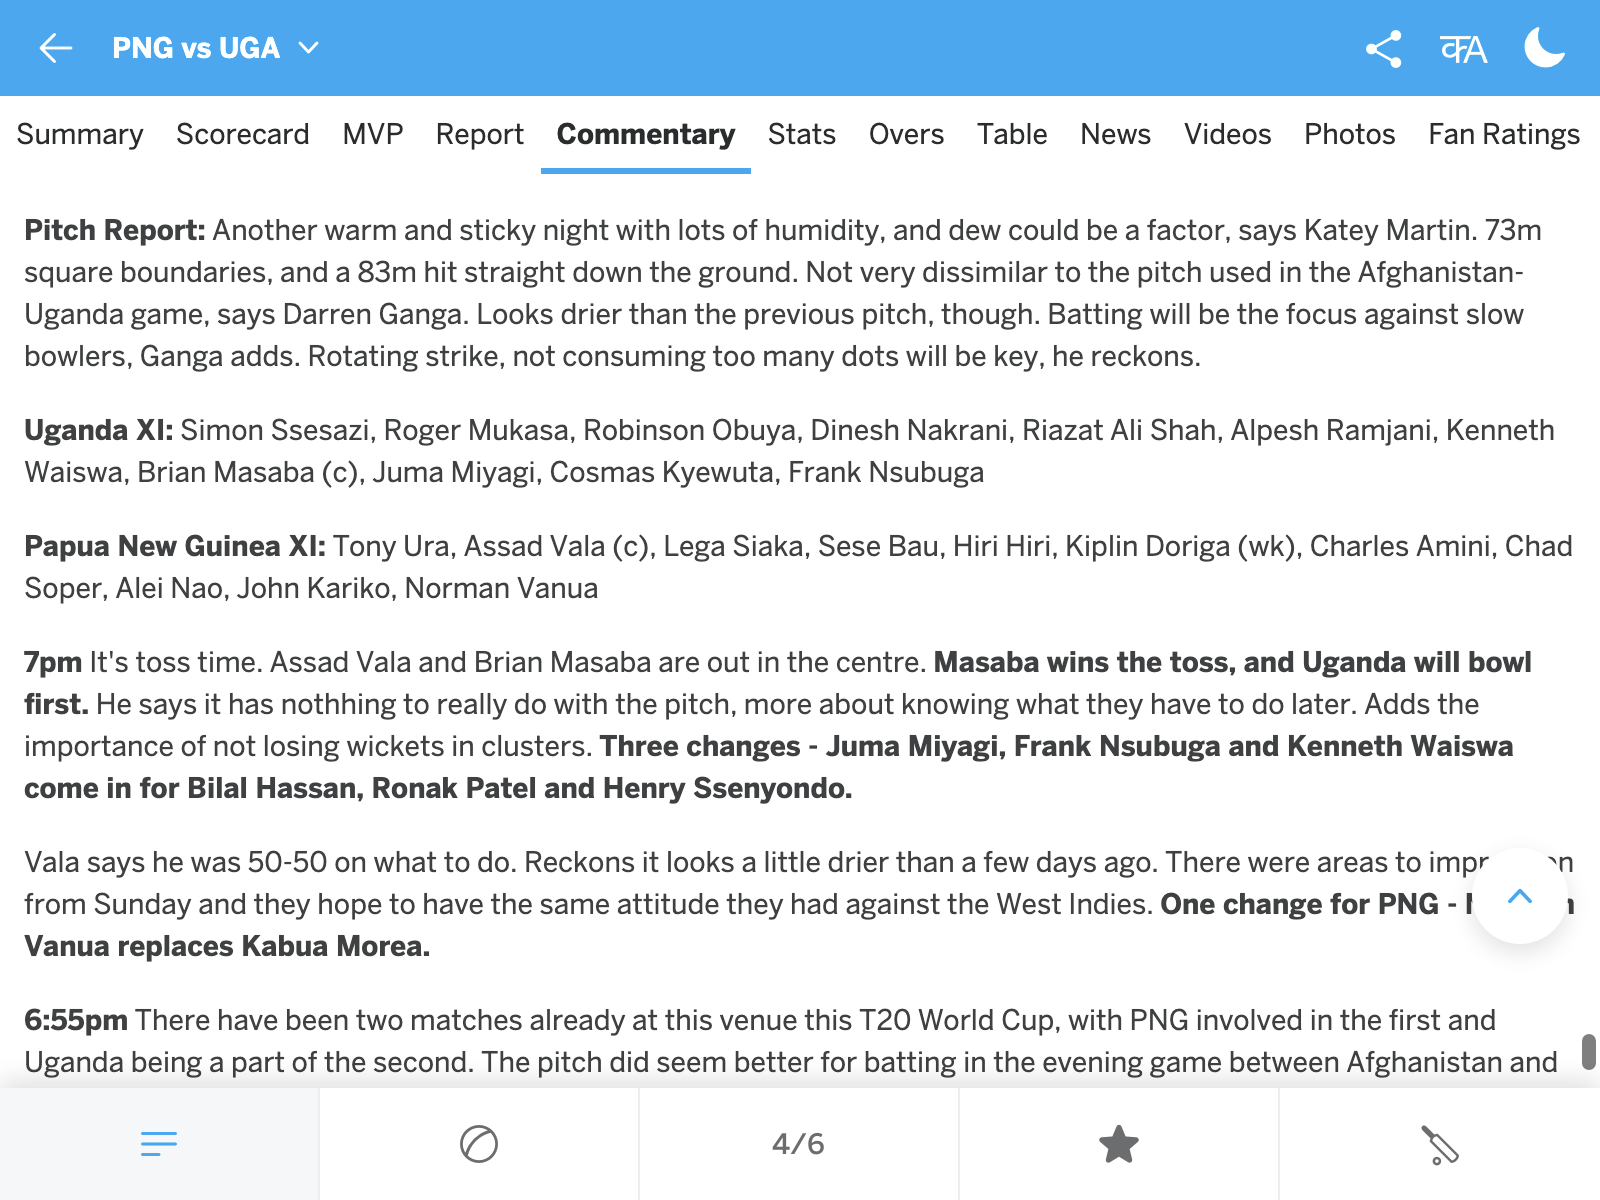 PNG vs UGA
Summary Scorecard MVP Report Commentary Stats Overs Table News Videos Photos Fan Ratings
Pitch Report: Another warm and sticky night with lots of humidity, and dew could be a factor, says Katey Martin. 73m
square boundaries, and a 83m hit straight down the ground. Not very dissimilar to the pitch used in the Afghanistan-
Uganda game, says Darren Ganga. Looks drier than the previous pitch, though. Batting will be the focus against slow
bowlers, Ganga adds. Rotating strike, not consuming too many dots will be key, he reckons.
Uganda XI: Simon Ssesazi, Roger Mukasa, Robinson Obuya, Dinesh Nakrani, Riazat Ali Shah, Alpesh Ramjani, Kenneth
Waiswa, Brian Masaba (c), Juma Miyagi, Cosmas Kyewuta, Frank Nsubuga
Papua New Guinea XI: Tony Ura, Assad Vala (c), Lega Siaka, Sese Bau, Hiri Hiri, Kiplin Doriga (wk), Charles Amini, Chad
Soper, Alei Nao, John Kariko, Norman Vanua
7pm It's toss time. Assad Vala and Brian Masaba are out in the centre. Masaba wins the toss, and Uganda will bowl
first. He says it has nothhing to really do with the pitch, more about knowing what they have to do later. Adds the
importance of not losing wickets in clusters. Three changes - Juma Miyagi, Frank Nsubuga and Kenneth Waiswa
come in for Bilal Hassan, Ronak Patel and Henry Ssenyondo.
Vala says he was 50-50 on what to do. Reckons it looks a little drier than a few days ago. There were areas to
from Sunday and they hope to have the same attitude they had against the West Indies. One change for PNG -
Vanua replaces Kabua Morea.
6:55pm There have been two matches already at this venue this T20 World Cup, with PNG involved in the first and
Uganda being a part of the second. The pitch did seem better for batting in the evening game between Afghanistan and
4/6